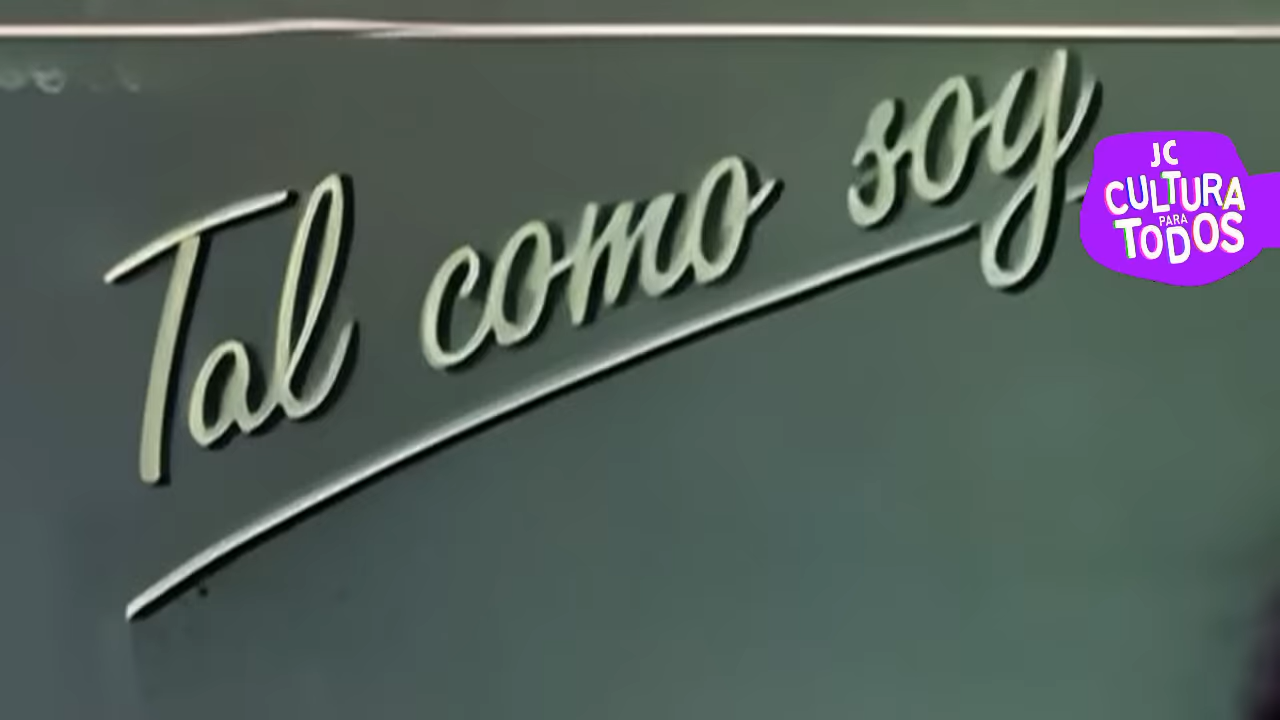 Tal como soy
JC
CULTURA
PARA
TODOS